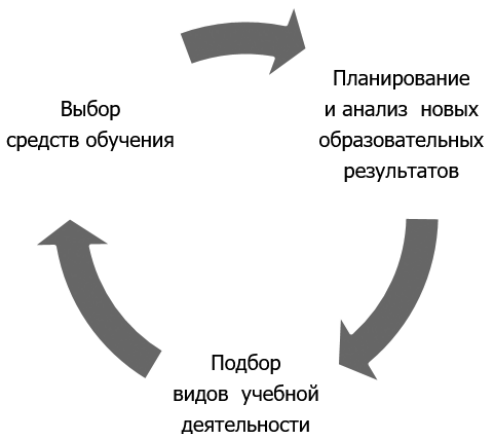 Планирование
и анализ новых
образовательных
результатов
Выбор
средств обучения
Подбор
видов учебной
деятельности